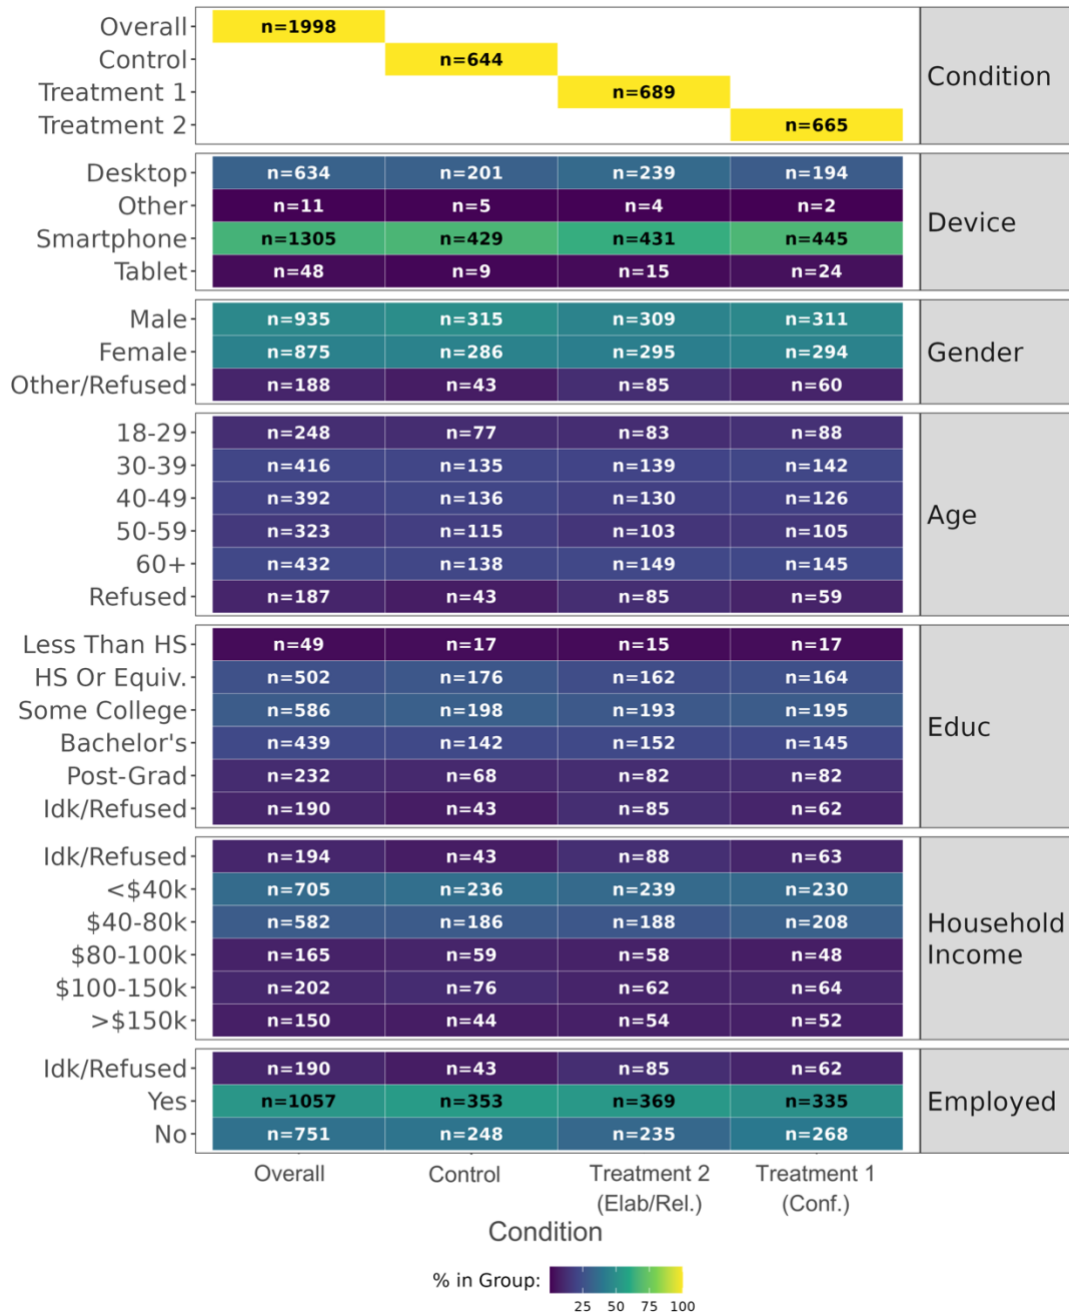 Overall n=1998
Control n=644
Treatment 1 n=689
Treatment 2 n=665
Condition
Desktop n=634 n=201 n=239 n=194
Other n=11 n=5 n=4 n=2
Smartphone n=1305 n=429 n=431 n=445
Tablet n=48 n=9 n=15 n=24
Device
Male n=935 n=315 n=309 n=311
Female n=875 n=286 n=295 n=294
Other/Refused n=188 n=43 n=85 n=60
Gender
18-29 n=248 n=77 n=83 n=88
30-39 n=416 n=135 n=139 n=142
40-49 n=392 n=136 n=130 n=126
50-59 n=323 n=115 n=103 n=105
60+ n=432 n=138 n=149 n=145
Refused n=187 n=43 n=85 n=59
Age
Less Than HS n=49 n=17 n=15 n=17
HS Or Equiv. n=502 n=176 n=162 n=164
Some College n=586 n=198 n=193 n=195
Bachelor's n=439 n=142 n=152 n=145
Post-Grad n=232 n=68 n=82 n=82
Idk/Refused n=190 n=43 n=85 n=62
Educ
Idk/Refused n=194 n=43 n=88 n=63
<$40k n=705 n=236 n=239 n=230
$40-80k n=582 n=186 n=188 n=208
$80-100k n=165 n=59 n=58 n=48
$100-150k n=202 n=76 n=62 n=64
>$150k n=150 n=44 n=54 n=52
Household
Income
Idk/Refused n=190 n=43 n=85 n=62
Yes n=1057 n=353 n=369 n=335
No n=751 n=248 n=235 n=268
Employed
Overall Control Treatment 2 Treatment 1
(Elab/Rel.) (Conf.)
Condition
% in Group:
25 50 75 100